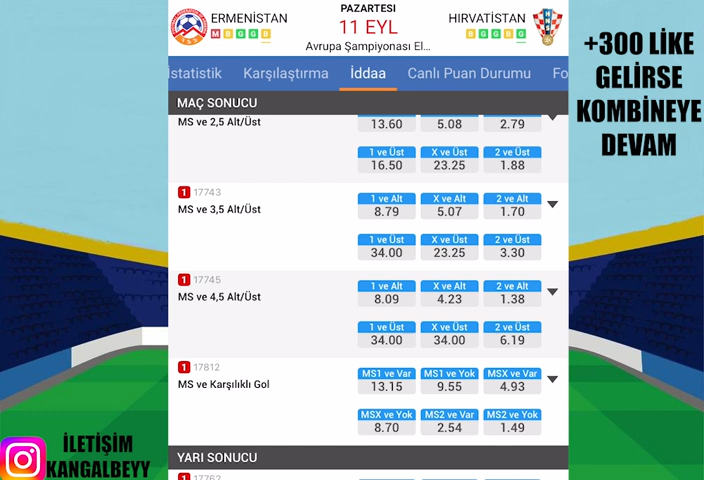 PAZARTESİ
ERMENİSTAN
11 EYL
HIRVATİSTAN
M B G G B
B G G B G
Avrupa Şampiyonası El...
+300 LİKE
GELİRSE
KOMBİNEYE
DEVAM
istatistik Karşılaştırma İddaa Canlı Puan Durumu Fo
MAÇ SONUCU
MS ve 2,5 Alt/Üst
13.60 5.08 2.79
1 ve Üst X ve Üst 2 ve Üst
16.50 23.25 1.88
1 17743
MS ve 3,5 Alt/Üst
1 ve Alt X ve Alt 2 ve Alt
8.79 5.07 1.70
1 ve Üst X ve Üst 2 ve Üst
34.00 23.25 3.30
1 17745
MS ve 4,5 Alt/Üst
1 ve Alt X ve Alt 2 ve Alt
8.09 4.23 1.38
1 ve Üst X ve Üst 2 ve Üst
34.00 34.00 6.19
1 17812
MS ve Karşılıklı Gol
MS1 ve Var MS1 ve Yok MSX ve Var
13.15 9.55 4.93
MSX ve Yok MS2 ve Var MS2 ve Yok
8.70 2.54 1.49
YARI SONUCU
1 17762
İLETİŞİM
KANGALBEYY